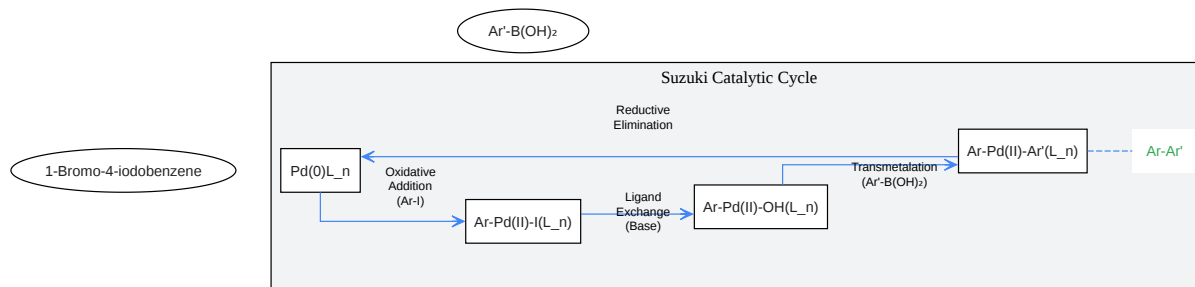 Ar'-B(OH)₂
Suzuki Catalytic Cycle
Reductive
Elimination
1-Bromo-4-iodobenzene
Pd(0)L_n
Oxidative
Addition
(Ar-I)
Ar-Pd(II)-I(L_n)
Ligand
Exchange
(Base)
Ar-Pd(II)-OH(L_n)
Transmetalation
(Ar'-B(OH)₂)
Ar-Pd(II)-Ar'(L_n)
Ar-Ar'